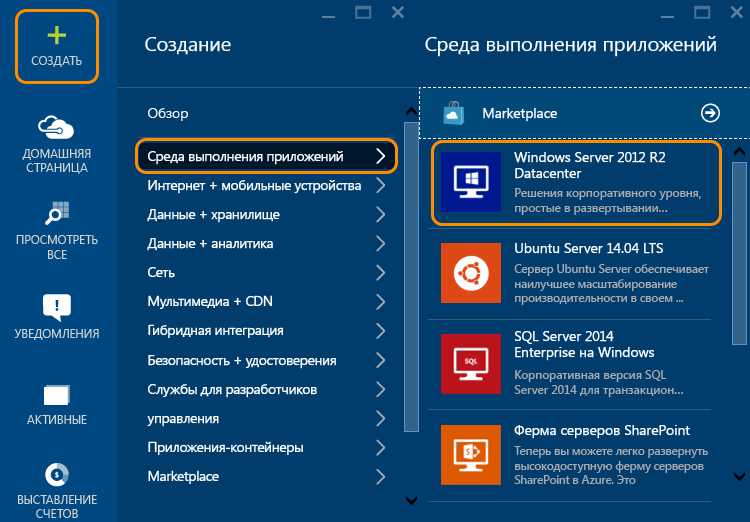 СОЗДАТЬ
ДОМАШНЯЯ
СТРАНИЦА
ПРОСМОТРЕТЬ
ВСЕ
УВЕДОМЛЕНИЯ
АКТИВНЫЕ
ВЫСТАВЛЕНИЕ
СЧЕТОВ
Создание
Обзор
Среда выполнения приложений
Интернет + мобильные устройства
Данные + хранилище
Данные + аналитика
Сеть
Мультимедиа + CDN
Гибридная интеграция
Безопасность + удостоверения
Службы для разработчиков
управления
Приложения-контейнеры
Marketplace
Среда выполнения приложений
Marketplace
Windows Server 2012 R2
Datacenter
Решения корпоративного уровня,
простые в развертывании...
Ubuntu Server 14.04 LTS
Сервер Ubuntu Server обеспечивает
наилучшее масштабирование
производительности в своем ...
SQL
SQL Server 2014
Enterprise на Windows
Корпоративная версия SQL
Server 2014 для транзакцион...
Ферма серверов SharePoint
Теперь вы можете легко развернуть
высокодоступную ферму серверов
SharePoint в Azure. Это